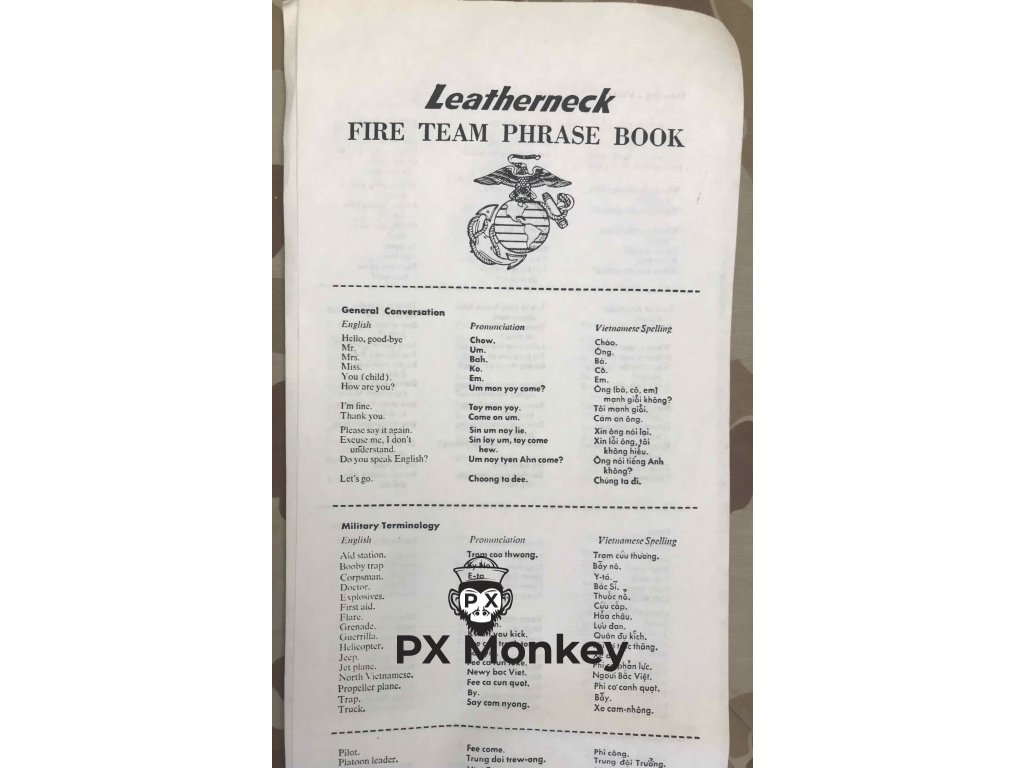 Leatherneck
FIRE TEAM PHRASE BOOK
General Conversation
English Pronunciation Vietnamese Spelling
Hello, good-bye Chow. Chào.
Mr. Um. Ông.
Mrs. Bah. Bà.
Miss. Ko. Cô.
You (child). Em. Em.
How are you? Um mon yoy come? Ông (bà, cô, em)
mạnh giỏi không?
I'm fine. Toy mon yoy. Tôi mạnh giỏi.
Thank you. Come on um. Cám ơn ông.
Please say it again. Sin um noy lie. Xin ông nói lại.
Excuse me, I don't Sin loy um, toy come Xin lỗi ông, tôi
understand. hew. không hiểu.
Do you speak English? Um noy tyen Ahn come? Ông nói tiếng Anh
không?
Let's go. Choong ta dee. Chúng ta đi.
Military Terminology
English Pronunciation Vietnamese Spelling
Aid station. Tram coo thwong. Trạm cứu thương.
Booby trap Bẫy nổ.
Corpsman. E-ta Y-tá.
Doctor. Bác Sĩ.
Explosives. Thuốc nổ.
First aid. Cứu cấp.
Flare. Hỏa châu.
Grenade. Lựu đạn.
Guerrilla. you kick. Quân du kích.
Helicopter. thăng.
Jeep.
Jet plane. phản lực.
North Vietnamese. Newy bac Viet. Người Bắc Việt.
Propeller plane. Fee ca cun quot. Phi cơ canh quạt.
Trap. By. Bẫy.
Truck. Say com nyong. Xe cam-nhông.
PX
PX Monkey
Pilot. Fee come. Phi công.
Platoon leader. Trung doi trew-ong. Trung đội Trưởng.